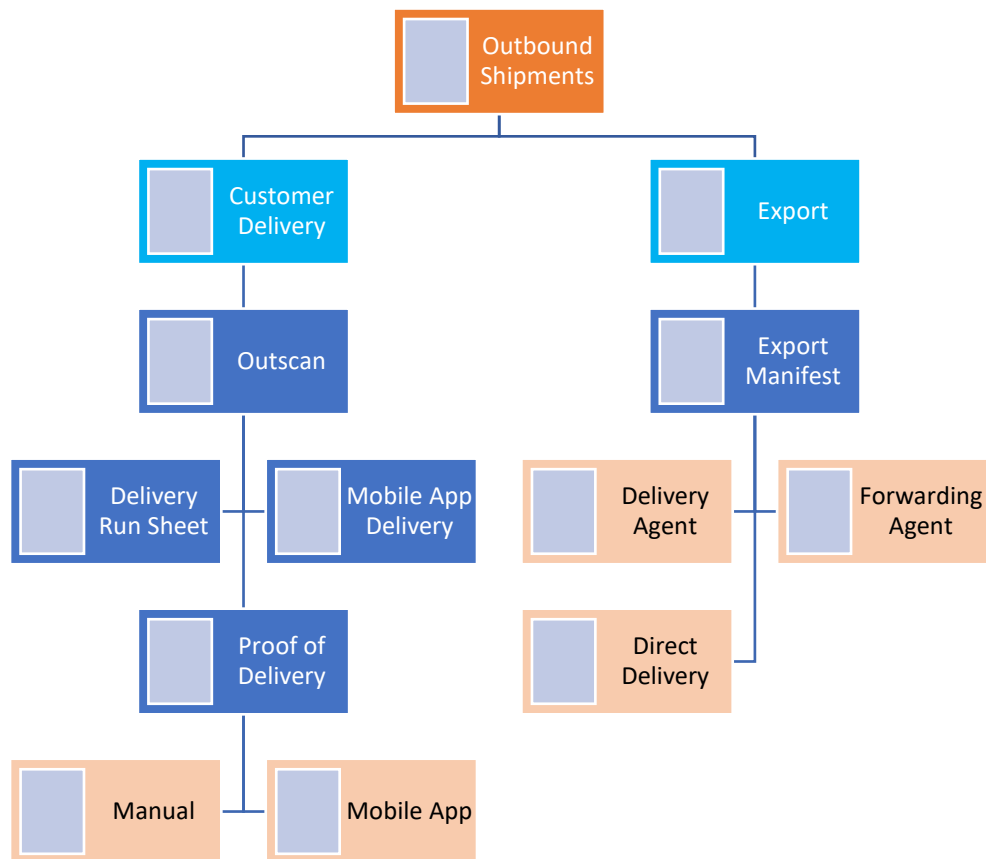 Outbound
Shipments
Customer
Delivery
Export
Outscan
Export
Manifest
Delivery
Run Sheet
Mobile App
Delivery
Delivery
Agent
Forwarding
Agent
Proof of
Delivery
Direct
Delivery
Manual
Mobile App